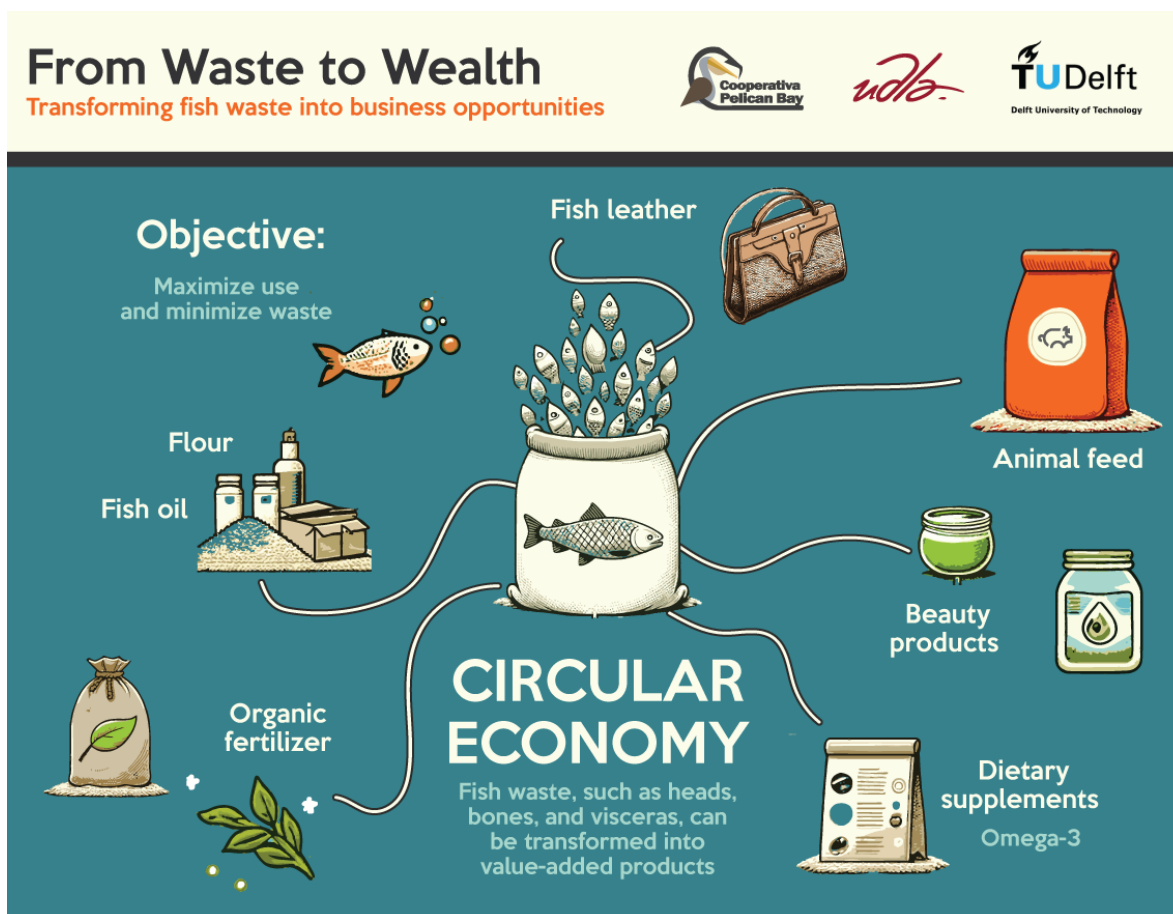 From Waste to Wealth
Transforming fish waste into business opportunities
Cooperativa
Pelican Bay
udla.
TU Delft
Delft University of Technology
Objective:
Maximize use
and minimize waste
Fish leather
Animal feed
Flour
Fish oil
Beauty
products
Organic
fertilizer
CIRCULAR
ECONOMY
Fish waste, such as heads,
bones, and visceras, can
be transformed into
value-added products
Dietary
supplements
Omega-3